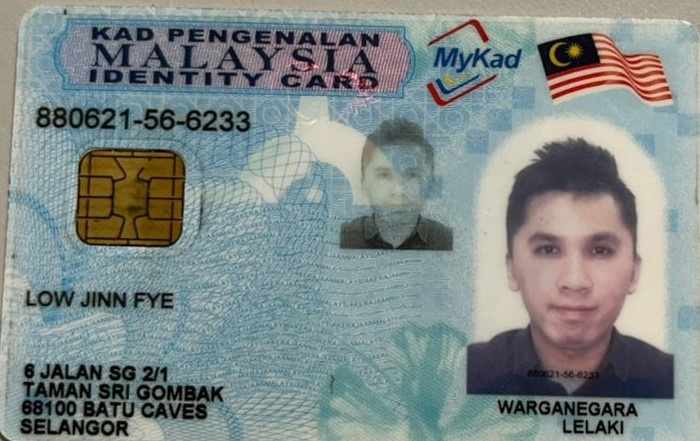 KAD PENGENALAN
MALAYSIA
IDENTITY CARD
MyKad
880621-56-6233
LOW JINN FYE
6 JALAN SG 2/1
TAMAN SRI GOMBAK
68100 BATU CAVES
SELANGOR
880621-56-6233
WARGANEGARA
LELAKI